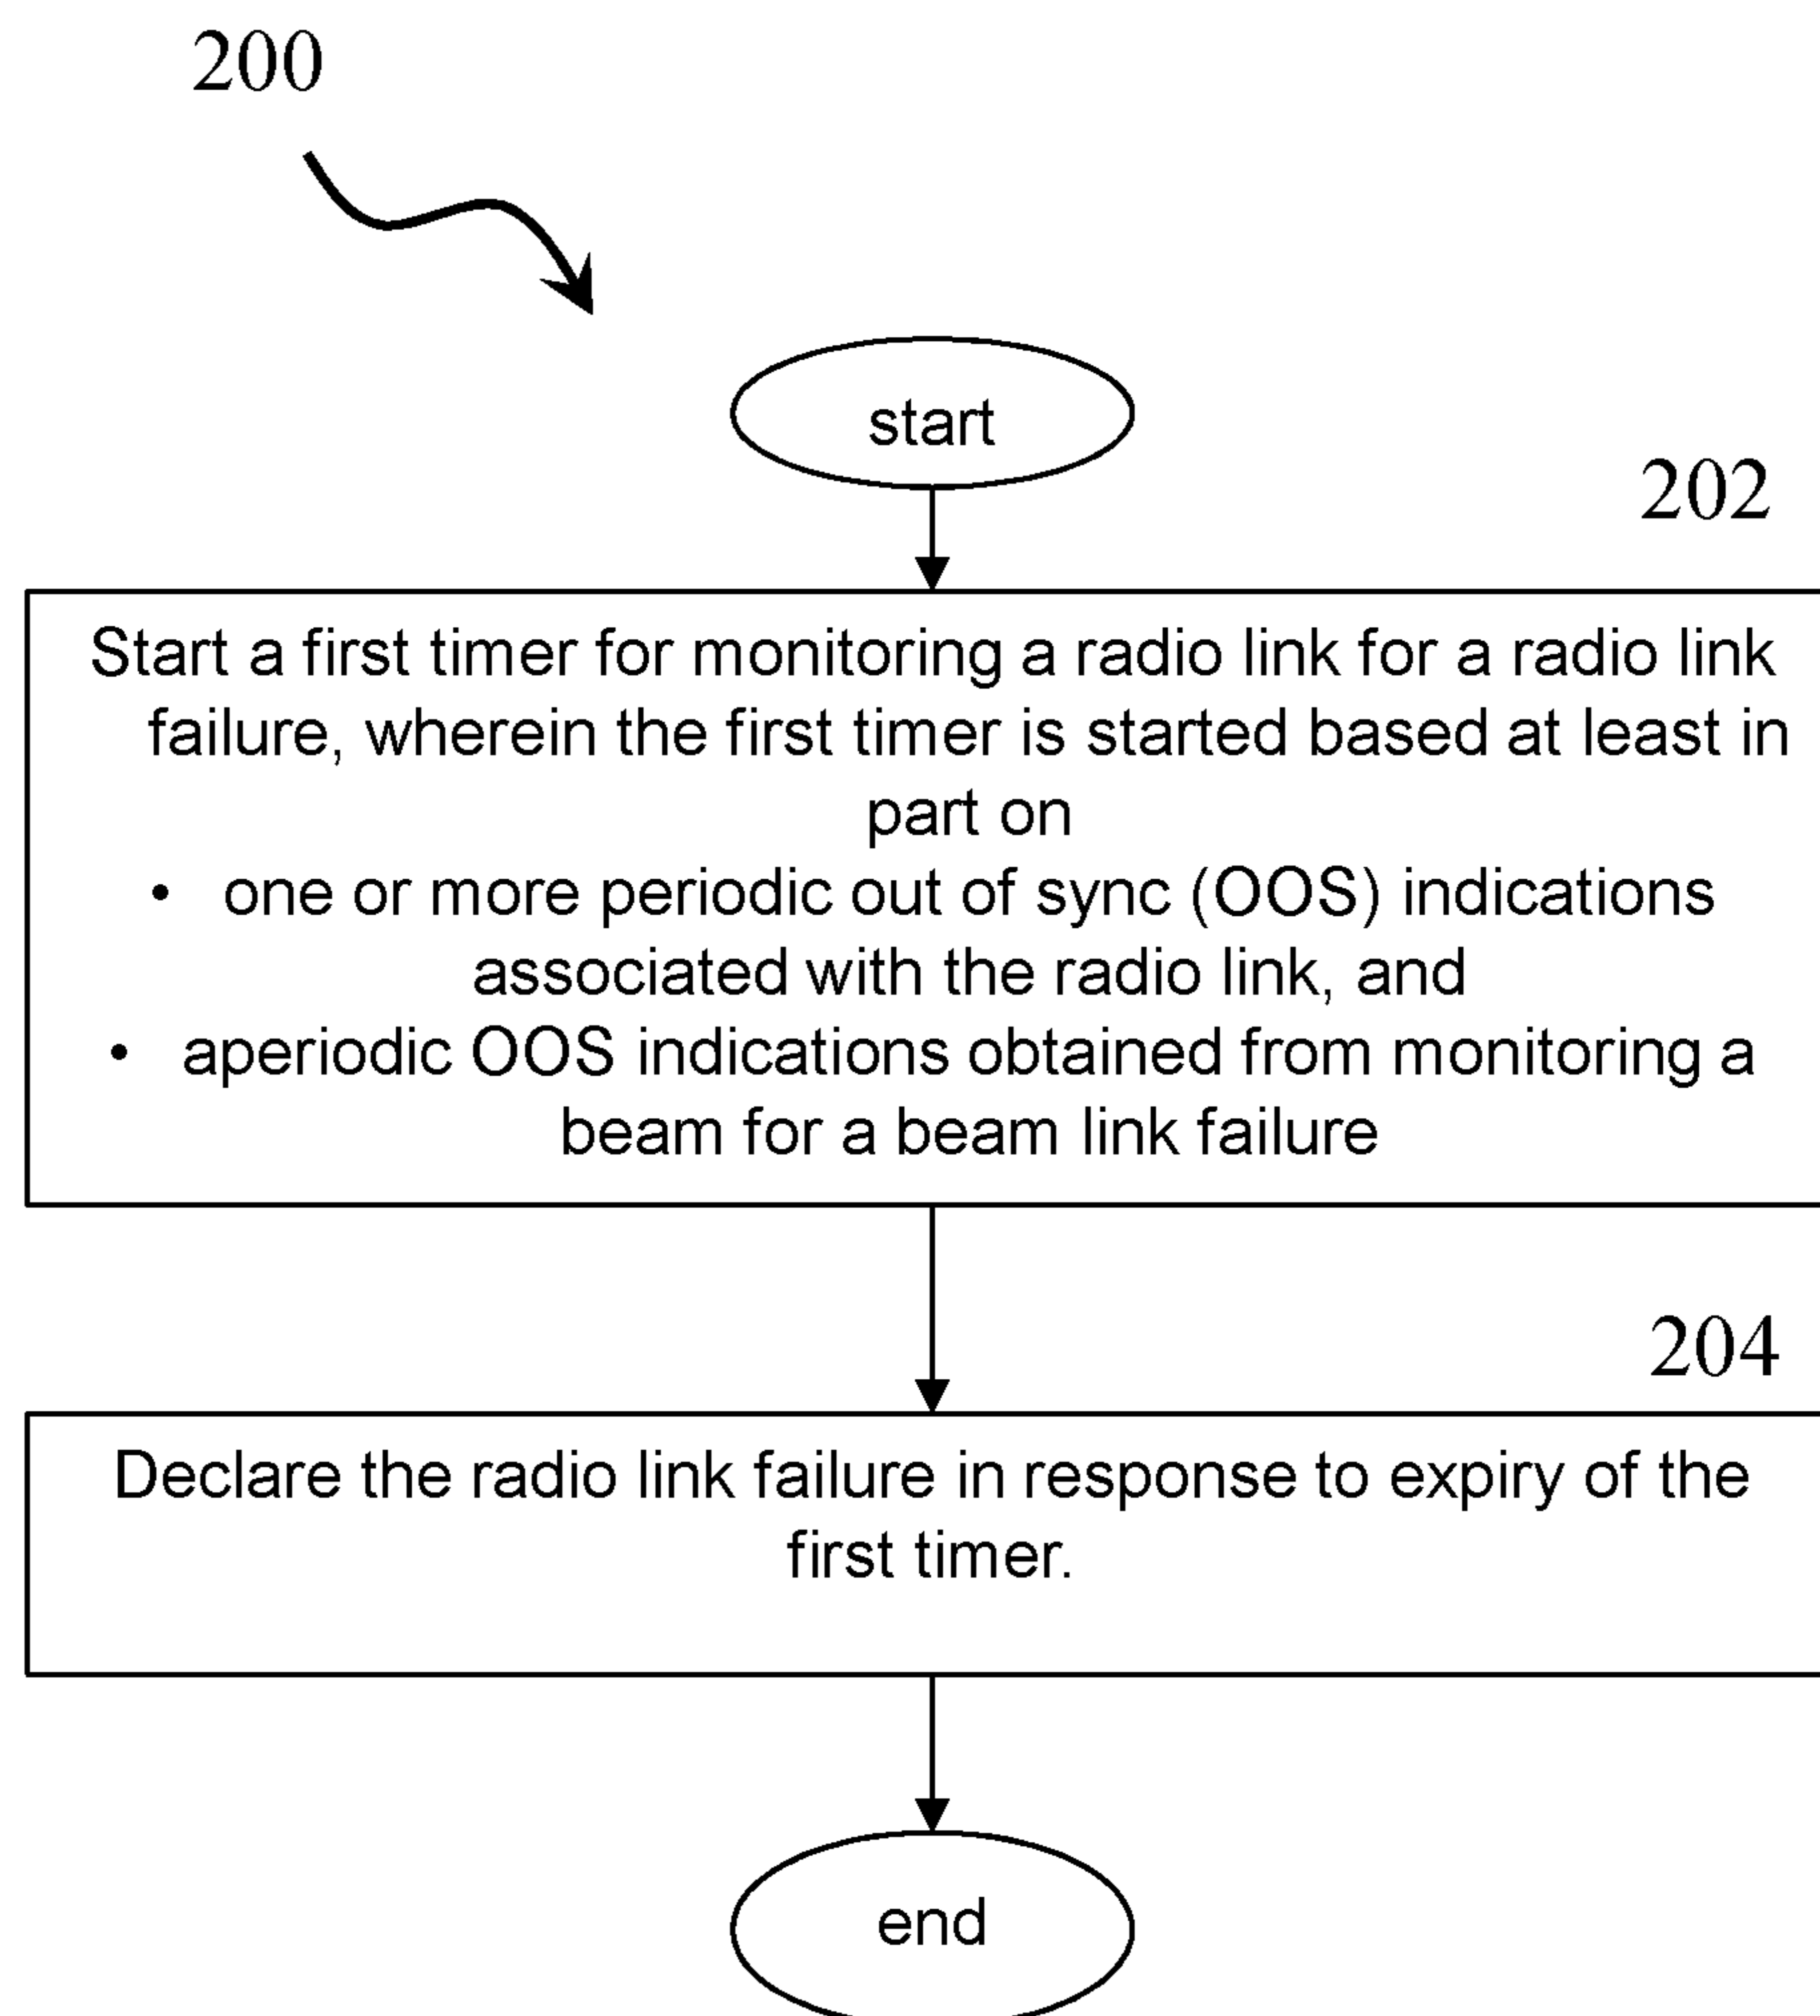 200
start
202
Start a first timer for monitoring a radio link for a radio link
failure, wherein the first timer is started based at least in
part on
• one or more periodic out of sync (OOS) indications
associated with the radio link, and
• aperiodic OOS indications obtained from monitoring a
beam for a beam link failure
204
Declare the radio link failure in response to expiry of the
first timer.
end